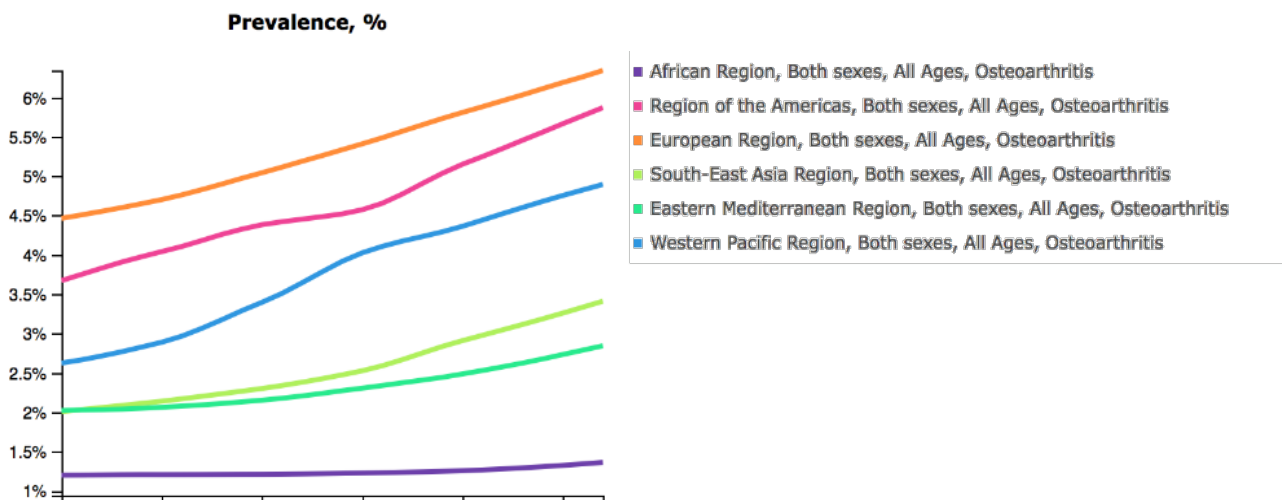 Prevalence, %
6%
5.5%
5%
4.5%
4%
3.5%
3%
2.5%
2%
1.5%
1%
African Region, Both sexes, All Ages, Osteoarthritis
Region of the Americas, Both sexes, All Ages, Osteoarthritis
European Region, Both sexes, All Ages, Osteoarthritis
South-East Asia Region, Both sexes, All Ages, Osteoarthritis
Eastern Mediterranean Region, Both sexes, All Ages, Osteoarthritis
Western Pacific Region, Both sexes, All Ages, Osteoarthritis